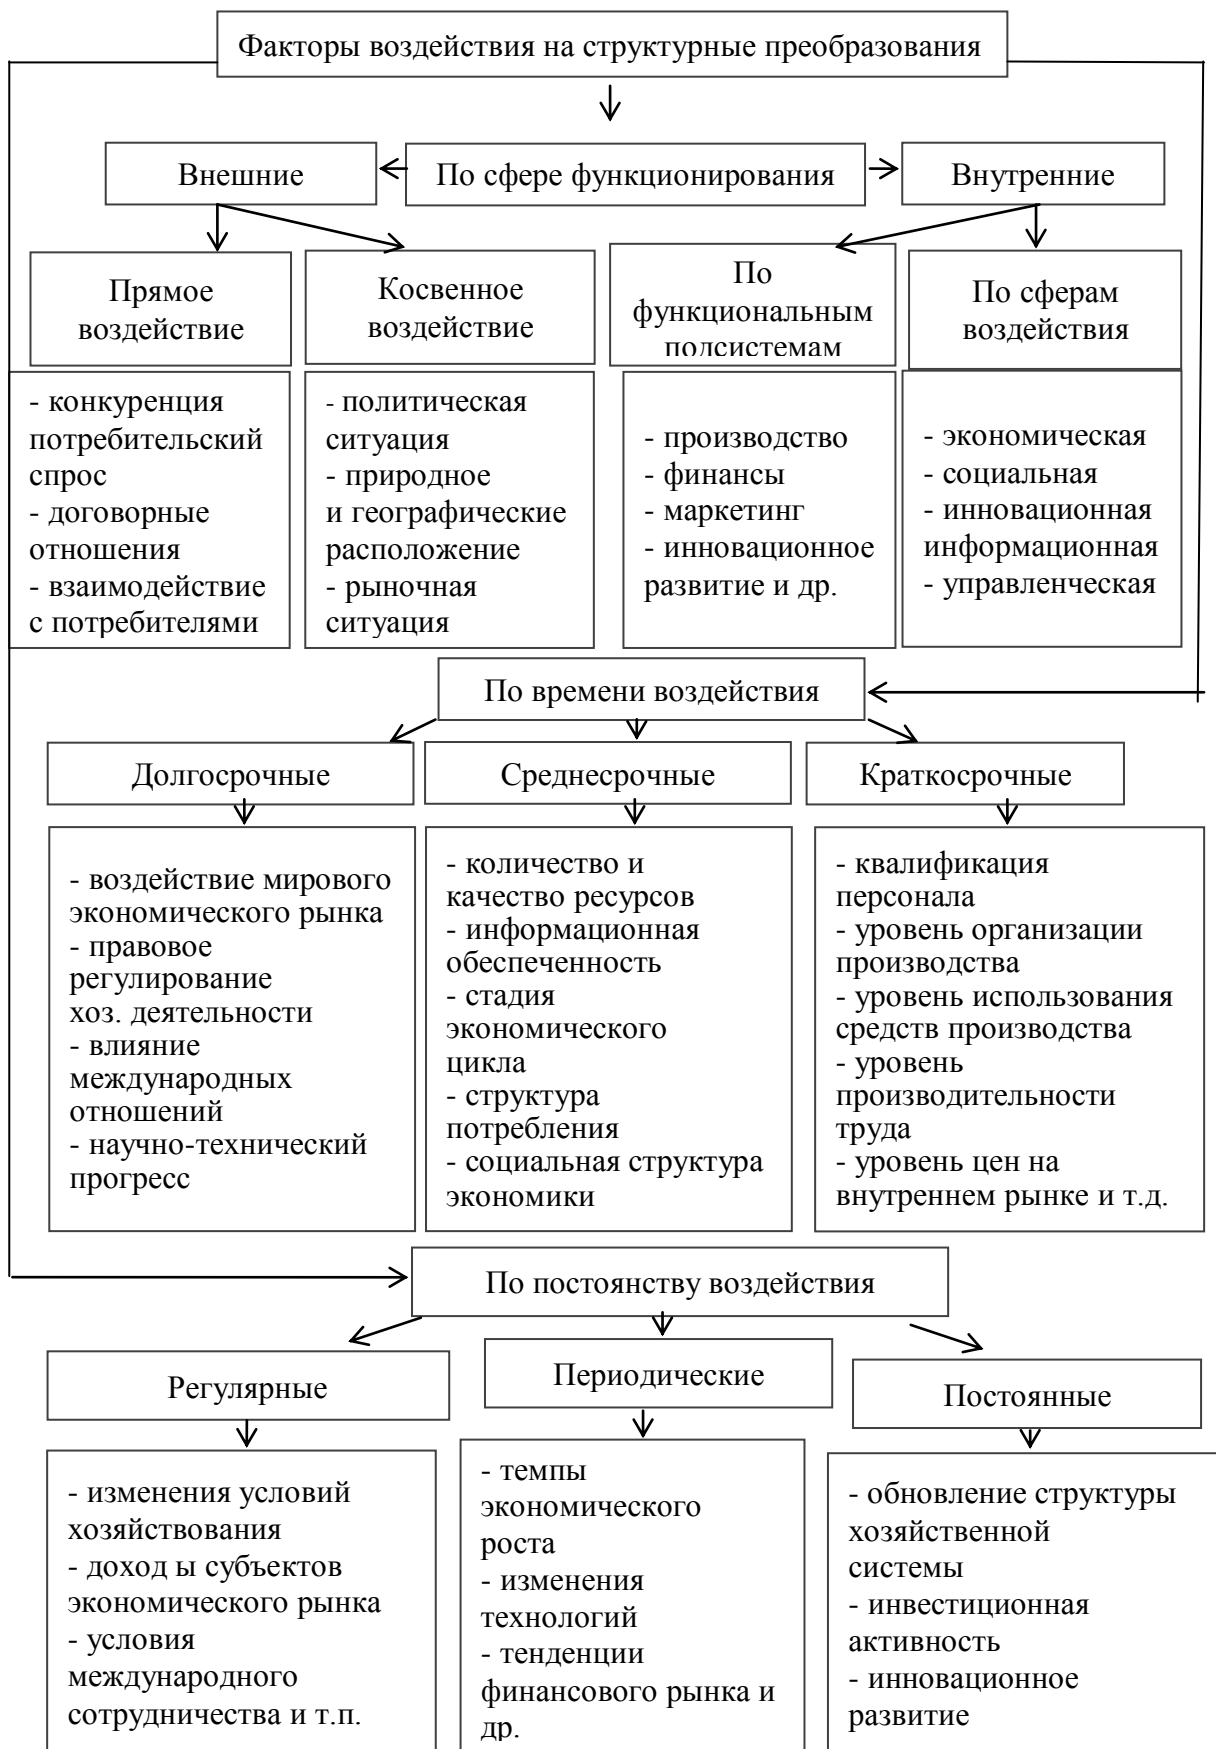 Факторы воздействия на структурные преобразования
Внешние
По сфере функционирования
Внутренние
Прямое
воздействие
Косвенное
воздействие
По
функциональным
подсистемам
По сферам
воздействия
- конкуренция
потребительский
спрос
- договорные
отношения
- взаимодействие
с потребителями
- политическая
ситуация
- природное
и географические
расположение
- рыночная
ситуация
- производство
- финансы
- маркетинг
- инновационное
развитие и др.
- экономическая
- социальная
- инновационная
информационная
- управленческая
По времени воздействия
Долгосрочные
Среднесрочные
Краткосрочные
- воздействие мирового
экономического рынка
- правовое
регулирование
хоз. деятельности
- влияние
международных
отношений
- научно-технический
прогресс
- количество и
качество ресурсов
- информационная
обеспеченность
- стадия
экономического
цикла
- структура
потребления
- социальная структура
экономики
- квалификация
персонала
- уровень организации
производства
- уровень использования
средств производства
- уровень
производительности
труда
- уровень цен на
внутреннем рынке и т.д.
По постоянству воздействия
Регулярные
Периодические
Постоянные
- изменения условий
хозяйствования
- доход ы субъектов
экономического рынка
- условия
международного
сотрудничества и т.п.
- темпы
экономического
роста
- изменения
технологий
- тенденции
финансового рынка и
др.
- обновление структуры
хозяйственной
системы
- инвестиционная
активность
- инновационное
развитие